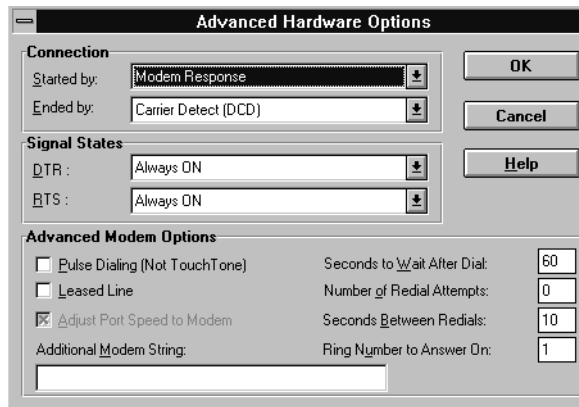 Advanced Hardware Options
Connection
Started by: Modem Response
Ended by: Carrier Detect (DCD)
OK
Cancel
Help
Signal States
DTR : Always ON
RTS : Always ON
Advanced Modem Options
Pulse Dialing (Not TouchTone)
Leased Line
Adjust Port Speed to Modem
Additional Modem String:
Seconds to Wait After Dial: 60
Number of Redial Attempts: 0
Seconds Between Redials: 10
Ring Number to Answer On: 1